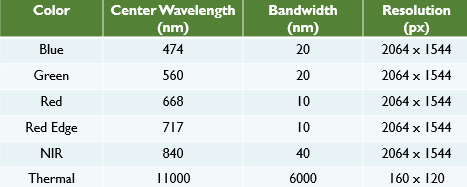 Color Center Wavelength (nm) Bandwidth (nm) Resolution (px)
Blue 474 20 2064 x 1544
Green 560 20 2064 x 1544
Red 668 10 2064 x 1544
Red Edge 717 10 2064 x 1544
NIR 840 40 2064 x 1544
Thermal 11000 6000 160 x 120